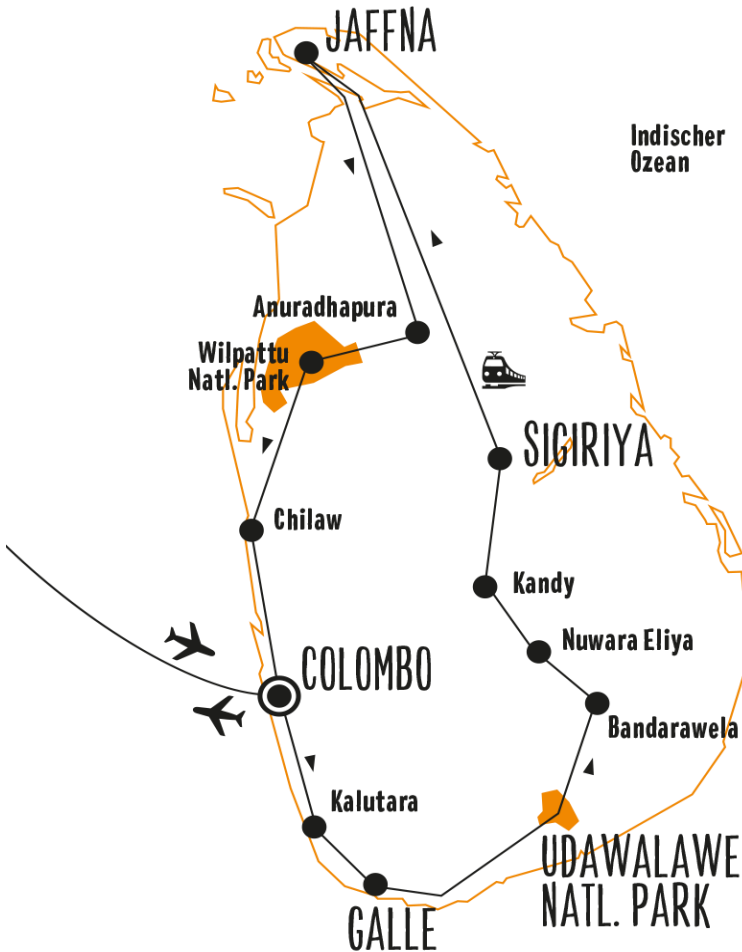 JAFFNA
Indischer
Ozean
Anuradhapura
Wilpattu
Natl. Park
SIGIRIYA
Chilaw
Kandy
Nuwara Eliya
COLOMBO
Bandarawela
Kalutara
UDAWALAWE
NATL. PARK
GALLE